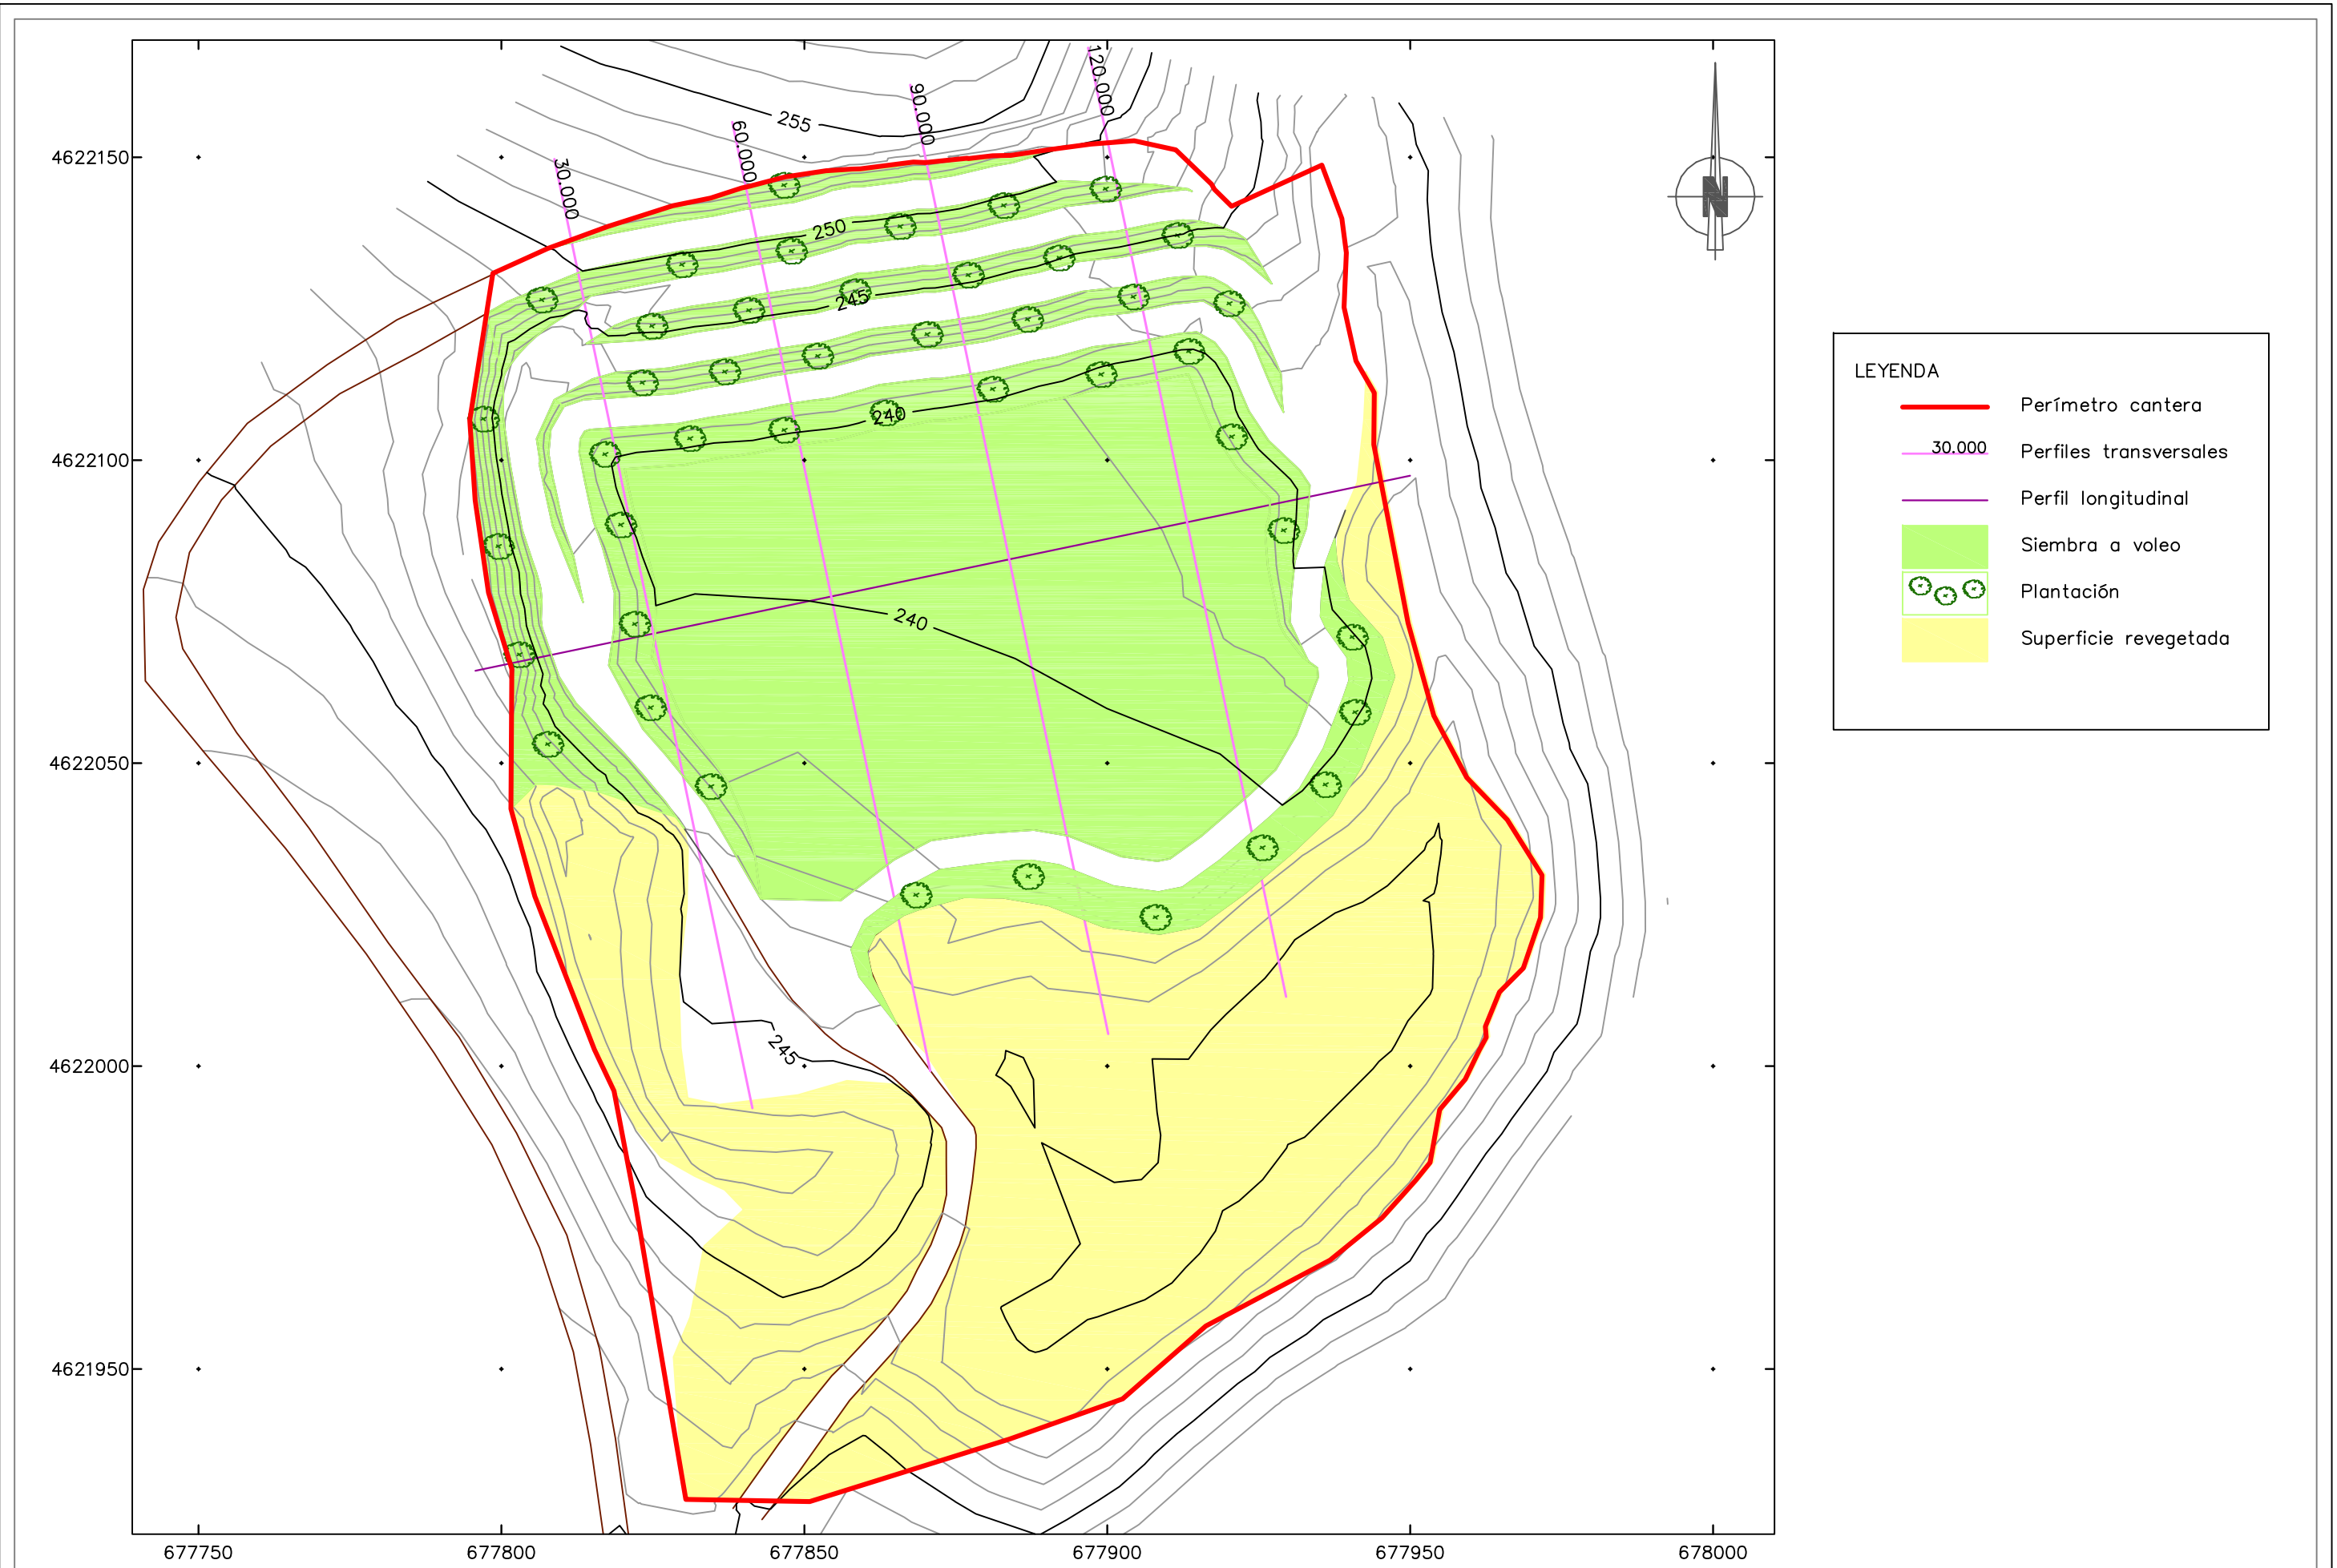 120.000
90.000
60.000
30.000
255
250
245
240
240
245
4622150
4622100
4622050
4622000
4621950
677750
677800
677850
677900
677950
678000
N
LEYENDA
Perímetro cantera
30.000 Perfiles transversales
Perfil longitudinal
Siembra a voleo
Plantación
Superficie revegetada